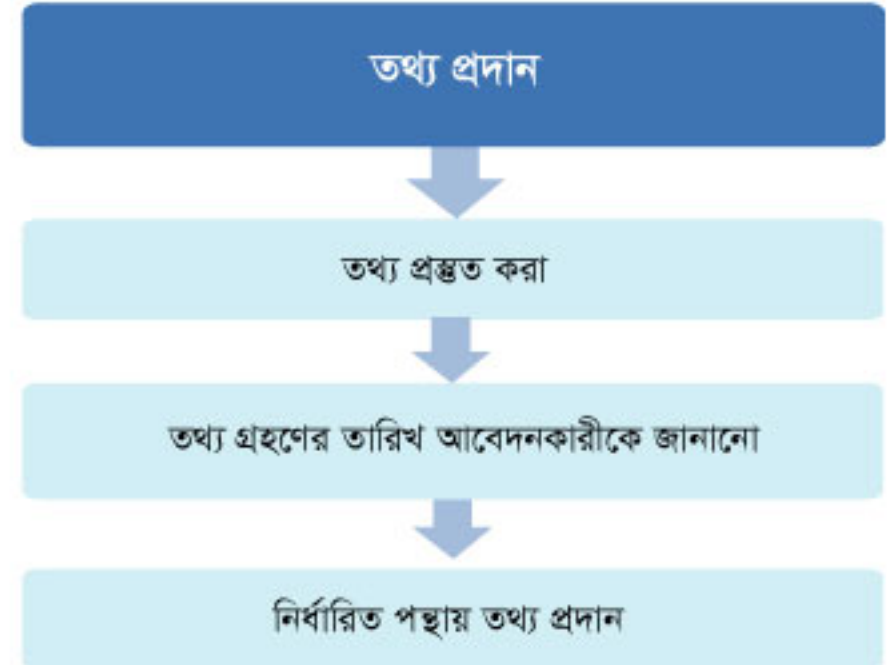 তথ্য প্রদান
তথ্য প্রস্তুত করা
তথ্য গ্রহণের তারিখ আবেদনকারীকে জানানো
নির্ধারিত পন্থায় তথ্য প্রদান